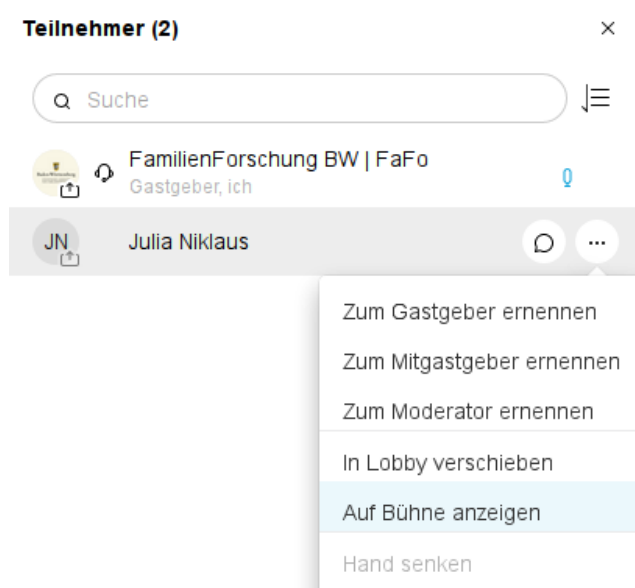 Teilnehmer (2)
Suche
FamilienForschung BW | FaFo
Gastgeber, ich
JN
Julia Niklaus
Zum Gastgeber ernennen
Zum Mitgastgeber ernennen
Zum Moderator ernennen
In Lobby verschieben
Auf Bühne anzeigen
Hand senken